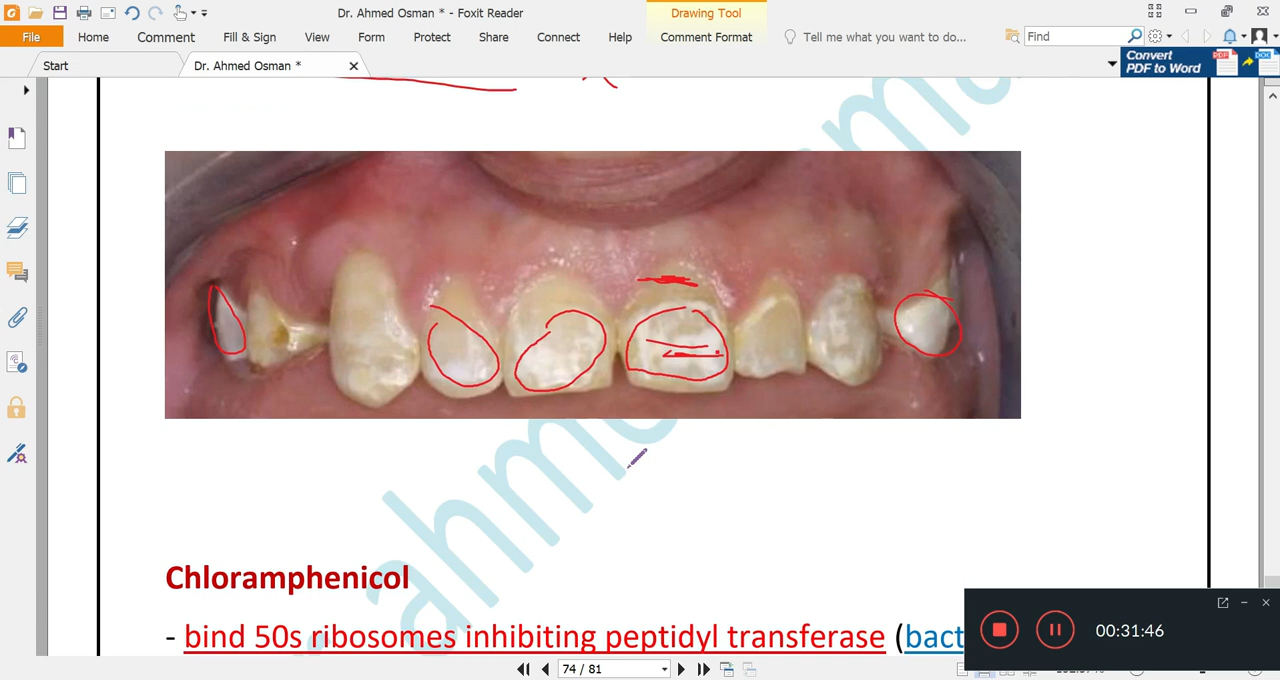 Dr. Ahmed Osman * - Foxit Reader
Drawing Tool
File Home Comment Fill & Sign View Form Protect Share Connect Help Comment Format Tell me what you want to do... Find
Start Dr. Ahmed Osman *
Convert
PDF to Word
Chloramphenicol
- bind 50s ribosomes inhibiting peptidyl transferase (bact
00:31:46
74 / 81